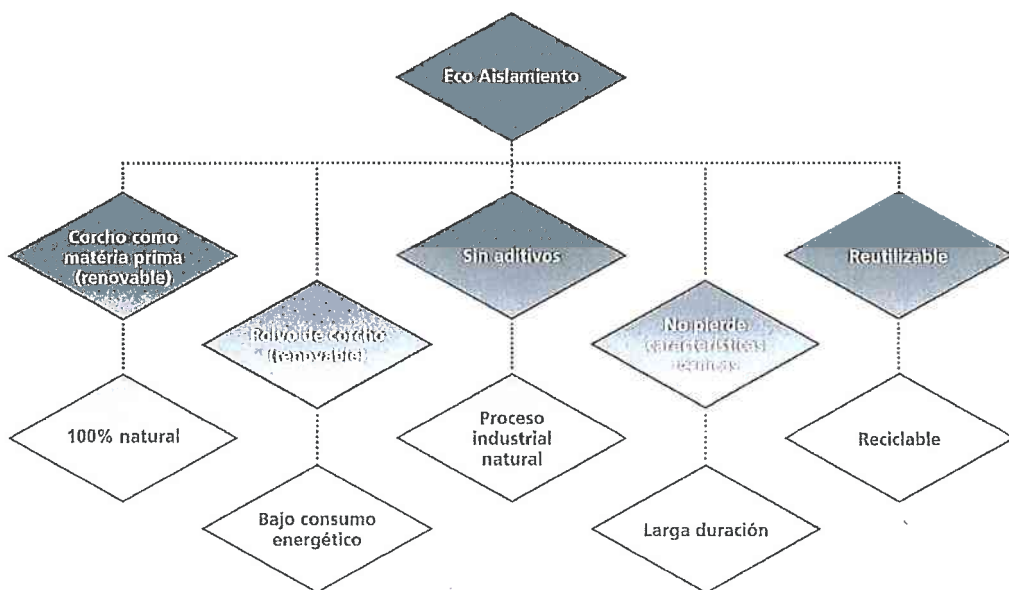 Eco Aislamiento
Corcho como
matéria prima
(renovable)
Polvo de corcho
(renovable)
Sin aditivos
No pierde
características
técnicas
Reutilizable
100% natural
Bajo consumo
energético
Proceso
industrial
natural
Larga duración
Reciclable